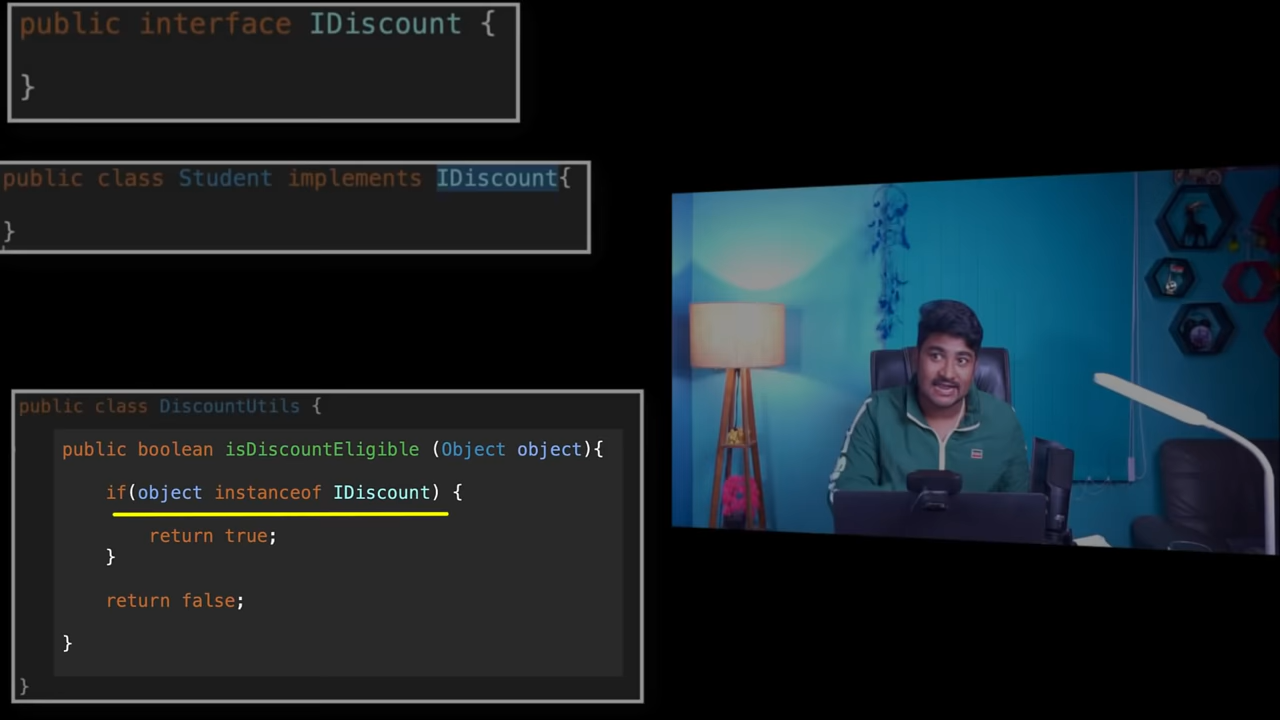 public interface IDiscount {
}
public class Student implements IDiscount{
}
public class DiscountUtils {
public boolean isDiscountEligible (Object object){
if(object instanceof IDiscount) {
return true;
}
return false;
}
}